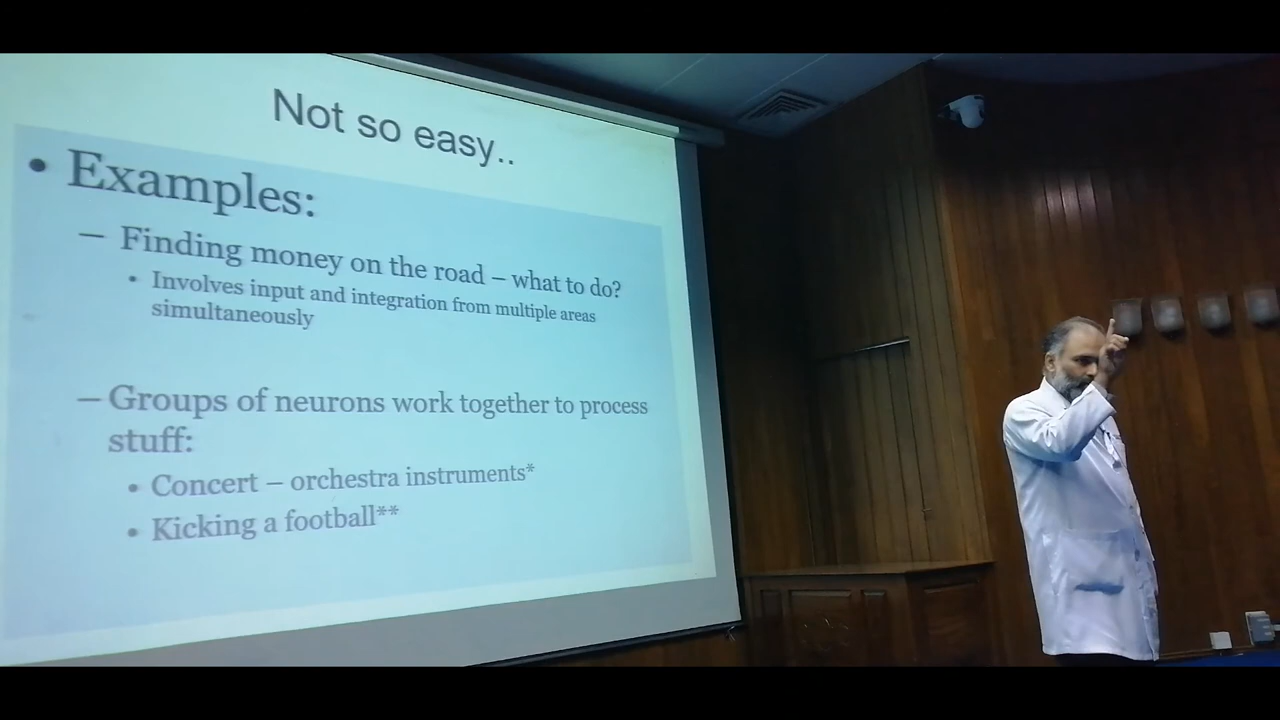 Not so easy..
• Examples:
– Finding money on the road – what to do?
• Involves input and integration from multiple areas
simultaneously
– Groups of neurons work together to process
stuff:
• Concert – orchestra instruments*
• Kicking a football**